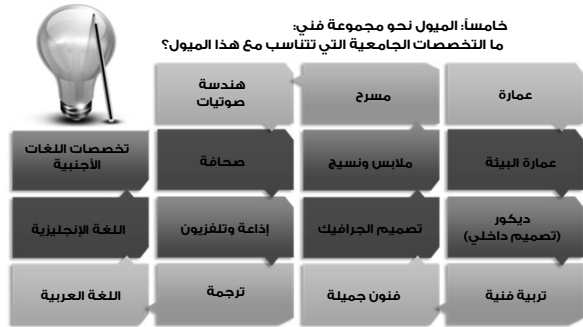 خامساً: الميول نحو مجموعة فني:
ما التخصصات الجامعية التي تتناسب مع هذا الميول؟
عمارة
عمارة البيئة
ديكور
(تصميم داخلي)
تربية فنية
فنون جميلة
تصميم الجرافيك
ملابس ونسيج
مسرح
هندسة
صوتيات
صحافة
إذاعة وتلفزيون
ترجمة
اللغة العربية
اللغة الإنجليزية
تخصصات اللغات
الأجنبية